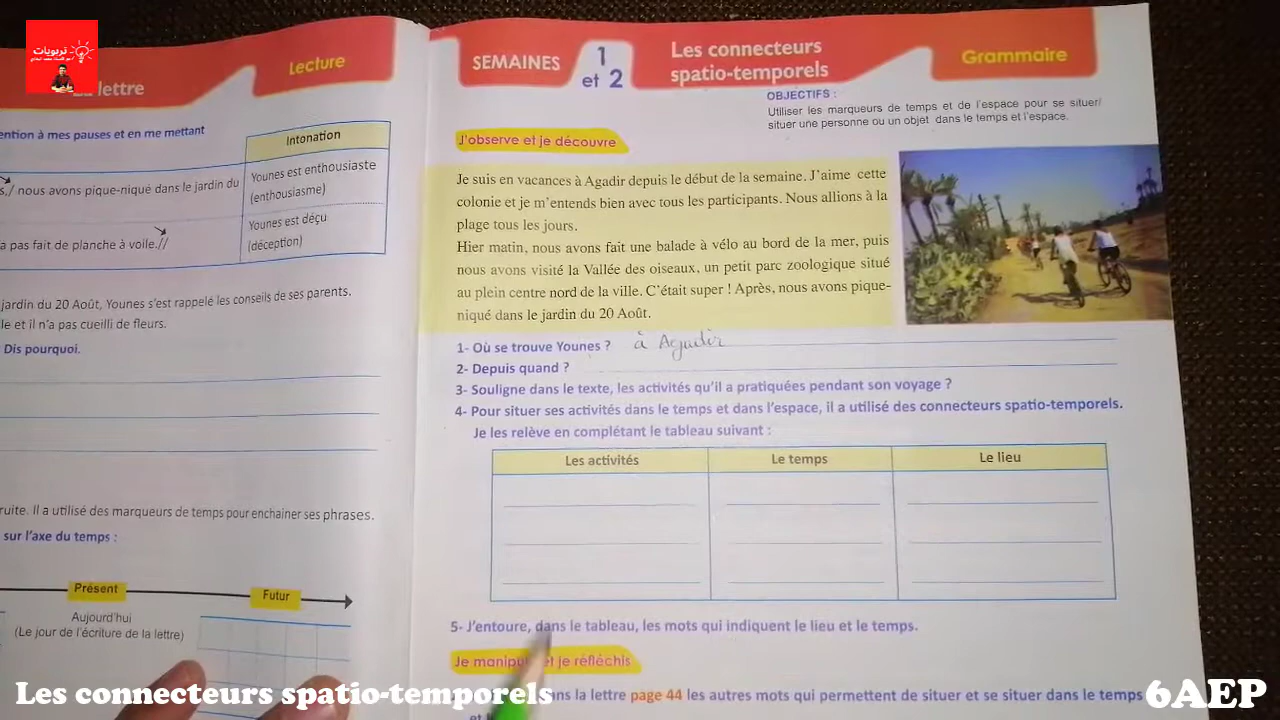 تربويات
lettre
Lecture
ention à mes pauses et en me mettant
Intonation
s,// nous avons pique-niqué dans le jardin du
Younes est enthousiaste
(enthousiasme)
a pas fait de planche à voile.//
Younes est déçu
(déception)
jardin du 20 Août, Younes s'est rappelé les conseils de ses parents.
le et il n'a pas cueilli de fleurs.
Dis pourquoi.
ruite. Il a utilisé des marqueurs de temps pour enchainer ses phrases.
sur l'axe du temps :
Présent
Futur
Aujourd'hui
(Le jour de l'écriture de la lettre)
SEMAINES 1 et 2
Les connecteurs
spatio-temporels
Grammaire
OBJECTIFS :
Utiliser les marqueurs de temps et de l'espace pour se situer/
situer une personne ou un objet dans le temps et l'espace.
J'observe et je découvre
Je suis en vacances à Agadir depuis le début de la semaine. J'aime cette
colonie et je m'entends bien avec tous les participants. Nous allions à la
plage tous les jours.
Hier matin, nous avons fait une balade à vélo au bord de la mer, puis
nous avons visité la Vallée des oiseaux, un petit parc zoologique situé
au plein centre nord de la ville. C'était super ! Après, nous avons pique-
niqué dans le jardin du 20 Août.
1- Où se trouve Younes ? à Agadir
2- Depuis quand ?
3- Souligne dans le texte, les activités qu'il a pratiquées pendant son voyage ?
4- Pour situer ses activités dans le temps et dans l'espace, il a utilisé des connecteurs spatio-temporels.
Je les relève en complétant le tableau suivant :
Les activités Le temps Le lieu
5- J'entoure, dans le tableau, les mots qui indiquent le lieu et le temps.
Je manipule et je réfléchis
ns la lettre page 44 les autres mots qui permettent de situer et se situer dans le temps
Les connecteurs spatio-temporels
6AEP